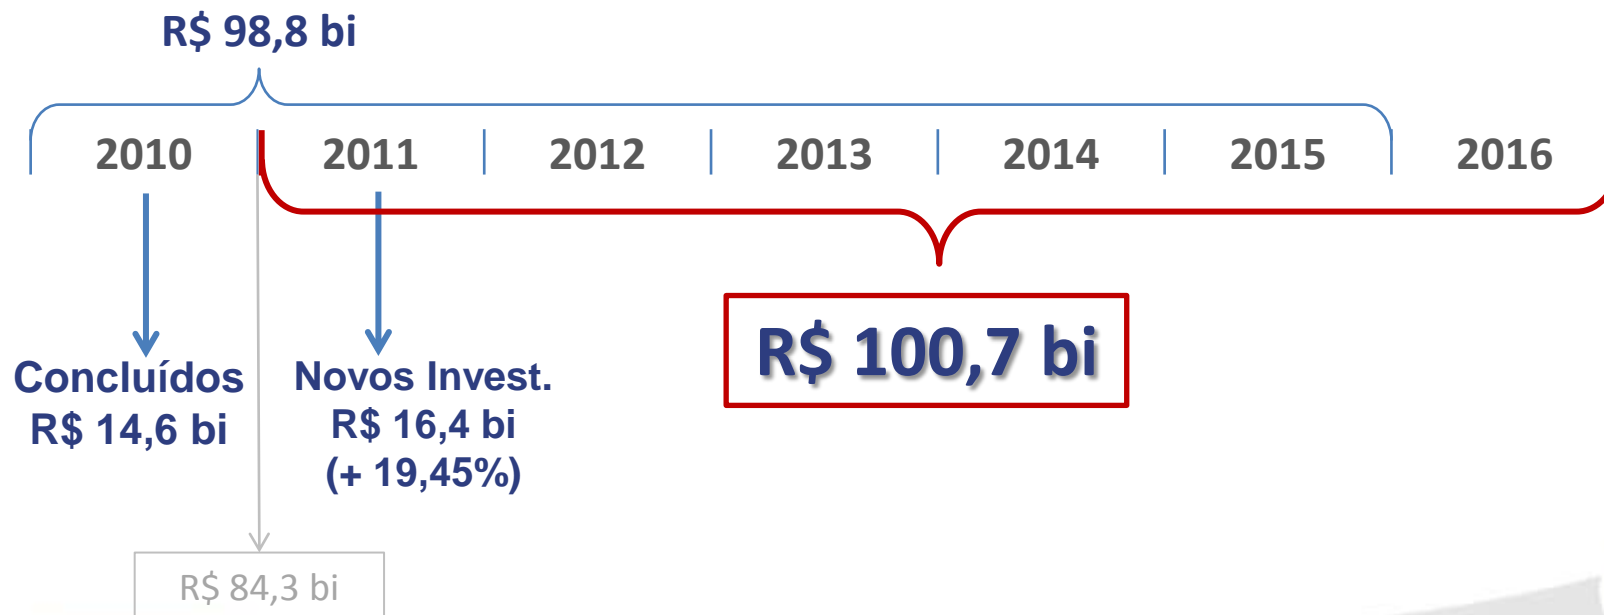 R$ 98,8 bi
2010 2011 2012 2013 2014 2015 2016
R$ 100,7 bi
Concluídos
R$ 14,6 bi
Novos Invest.
R$ 16,4 bi
(+ 19,45%)
R$ 84,3 bi